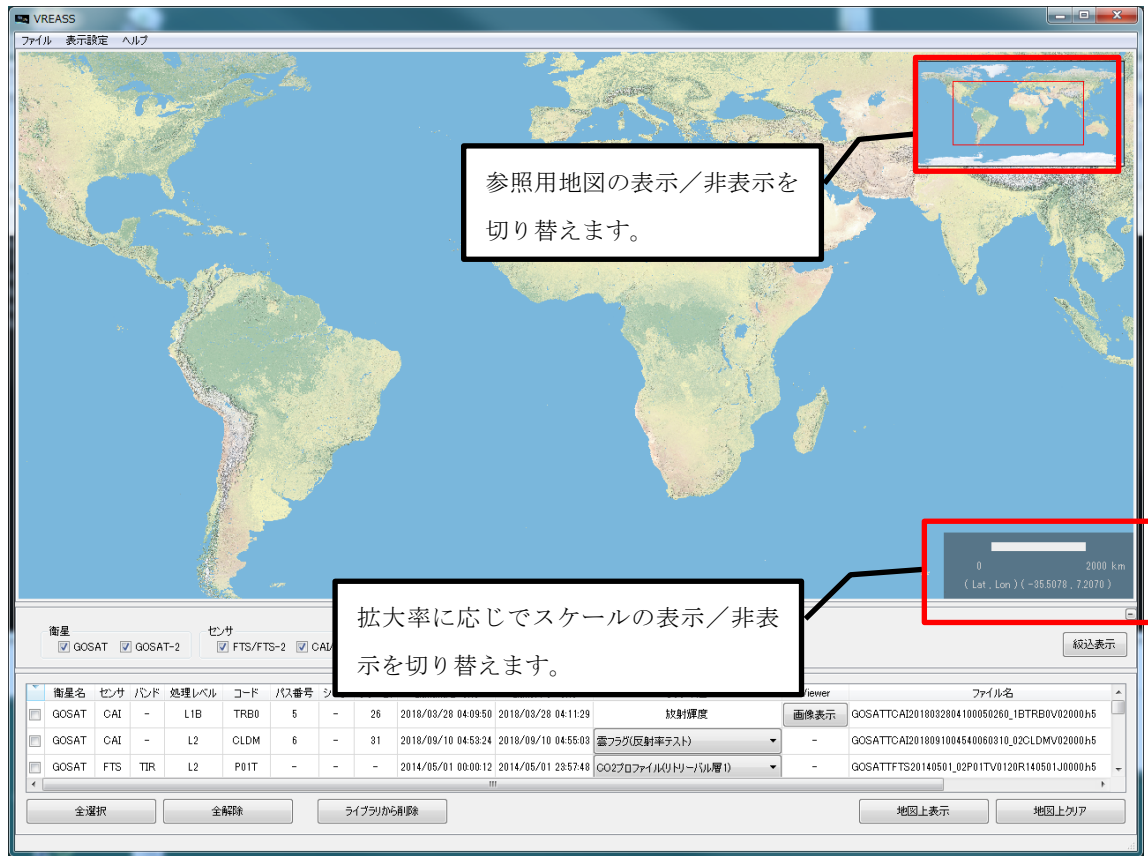 VREASS
ファイル 表示設定 ヘルプ
参照用地図の表示／非表示を
切り替えます。
0 2000 km
( Lat , Lon ) ( -35.5078 , 7.2070 )
拡大率に応じでスケールの表示／非表
示を切り替えます。
衛星 センサ
GOSAT GOSAT-2 FTS/FTS-2 CAI/
絞込表示
衛星名 センサ バンド 処理レベル コード パス番号 Viewer ファイル名
GOSAT CAI - L1B TRB0 5 - 26 2018/03/28 04:09:50 2018/03/28 04:11:29 放射輝度 画像表示 GOSATTCAI2018032804100050260_1BTRB0V02000.h5
GOSAT CAI - L2 CLDM 6 - 31 2018/09/10 04:53:24 2018/09/10 04:55:03 雲フラグ(反射率テスト) - GOSATTCAI2018091004540060310_02CLDMV02000.h5
GOSAT FTS TIR L2 P01T - - - 2014/05/01 00:00:12 2014/05/01 23:57:48 CO2プロファイル(リトリーバル層1) - GOSATTFTS20140501_02P01TV0120R140501J0000.h5
全選択 全解除 ライブラリから削除 地図上表示 地図上クリア